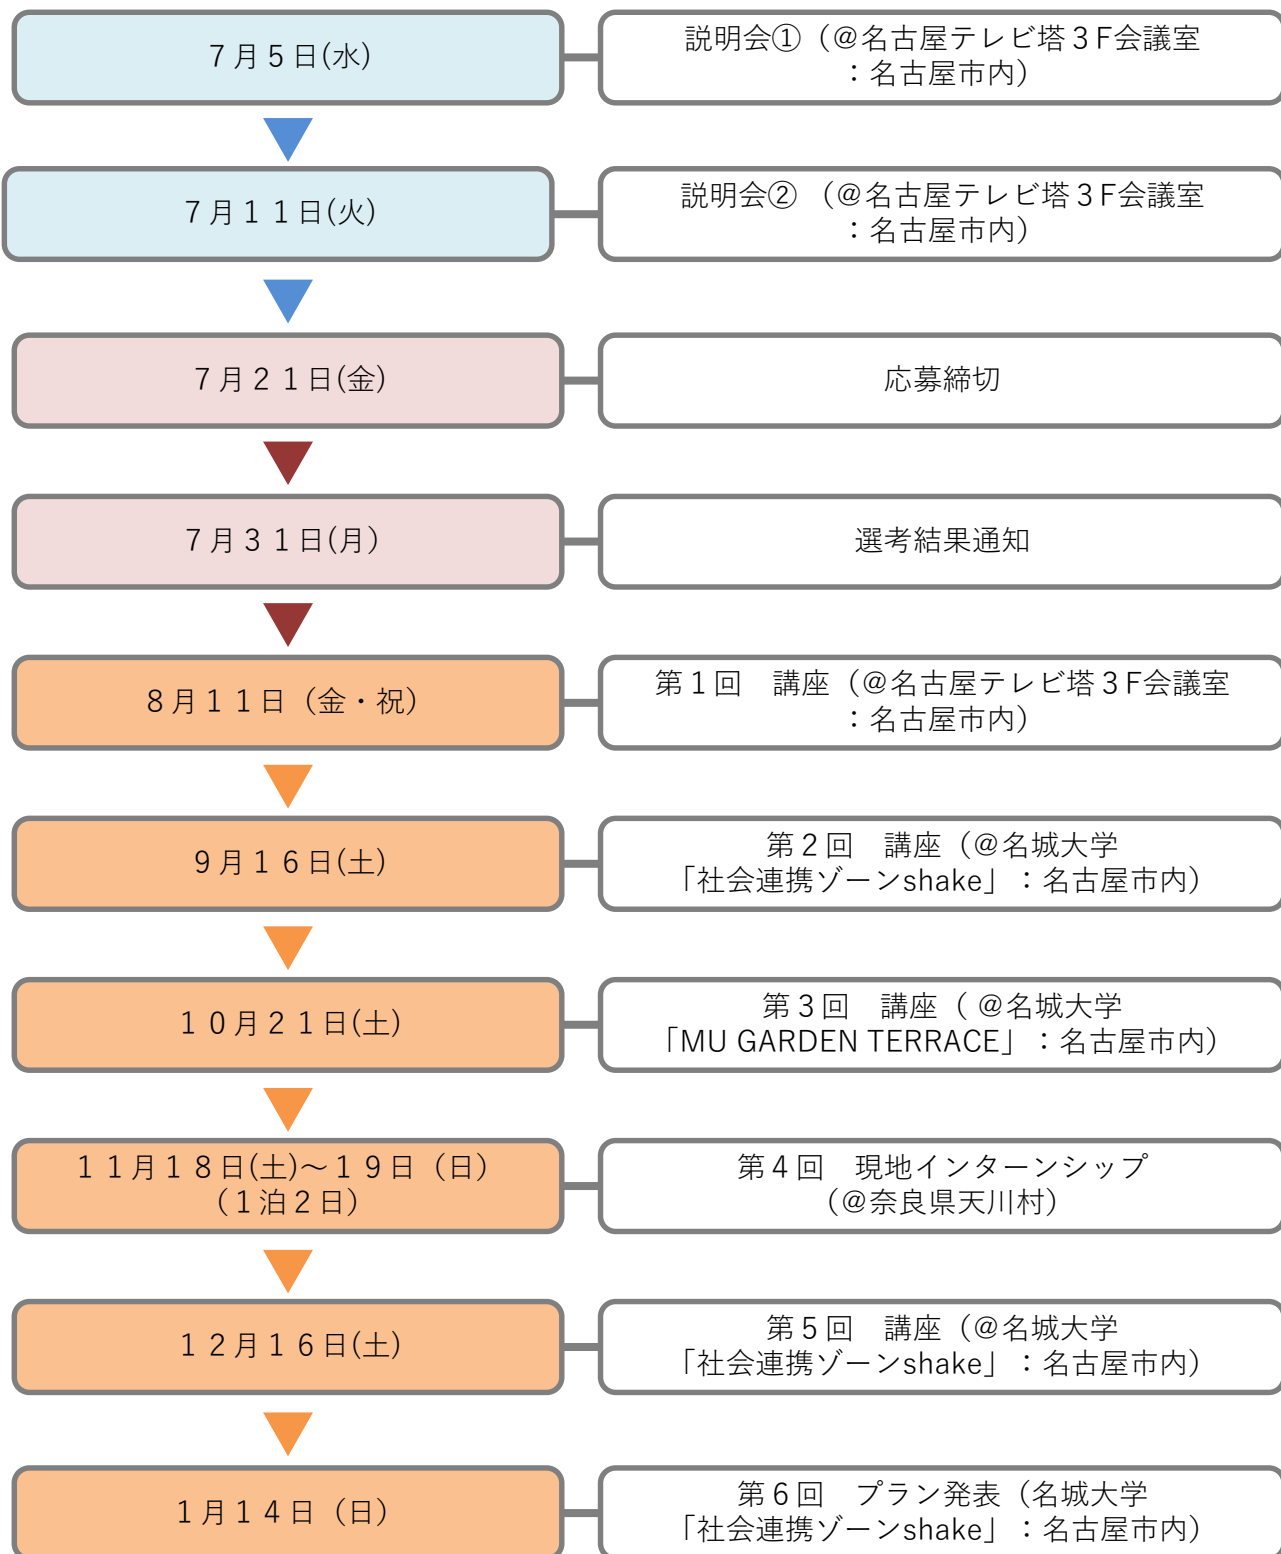 ７月５日(水)
説明会①（@名古屋テレビ塔３F会議室
：名古屋市内）
７月１１日(火)
説明会② （@名古屋テレビ塔３F会議室
：名古屋市内）
７月２１日(金)
応募締切
７月３１日(月)
選考結果通知
８月１１日（金・祝）
第１回　講座（@名古屋テレビ塔３F会議室
：名古屋市内）
９月１６日(土)
第２回　講座（@名城大学
「社会連携ゾーンshake」：名古屋市内）
１０月２１日(土)
第３回　講座（ @名城大学
「MU GARDEN TERRACE」：名古屋市内）
１１月１８日(土)～１９日（日）
（１泊２日）
第４回　現地インターンシップ
（@奈良県天川村）
１２月１６日(土)
第５回　講座（@名城大学
「社会連携ゾーンshake」：名古屋市内）
１月１４日（日）
第６回　プラン発表（名城大学
「社会連携ゾーンshake」：名古屋市内）